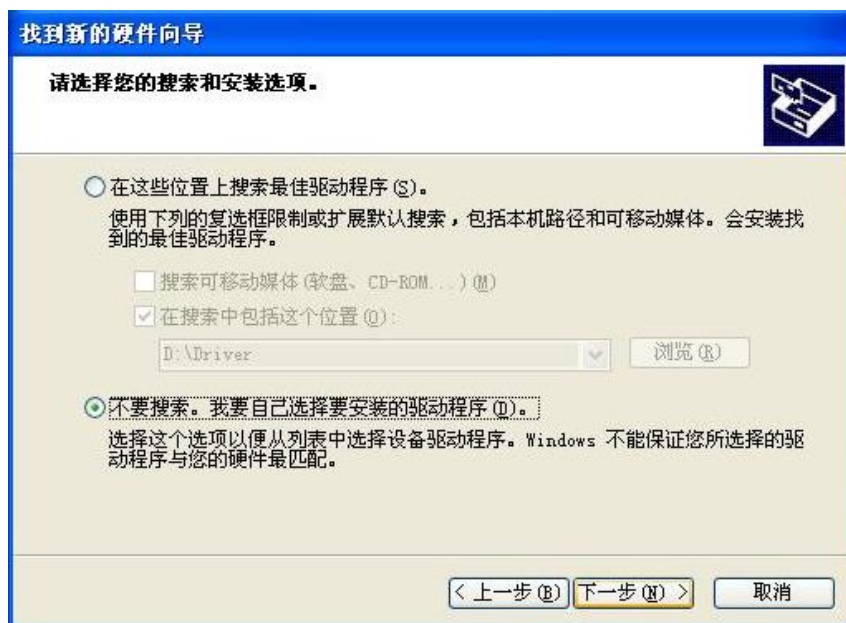 找到新的硬件向导
请选择您的搜索和安装选项。
在这些位置上搜索最佳驱动程序(S)。
使用下列的复选框限制或扩展默认搜索，包括本机路径和可移动媒体。会安装找
到的最佳驱动程序。
搜索可移动媒体(软盘、CD-ROM...)(M)
在搜索中包括这个位置(O):
D:\Driver
浏览(R)
不要搜索。我要自己选择要安装的驱动程序(D)。
选择这个选项以便从列表中选择设备驱动程序。Windows 不能保证您所选择的驱
动程序与您的硬件最匹配。
< 上一步(B) 下一步(N) > 取消